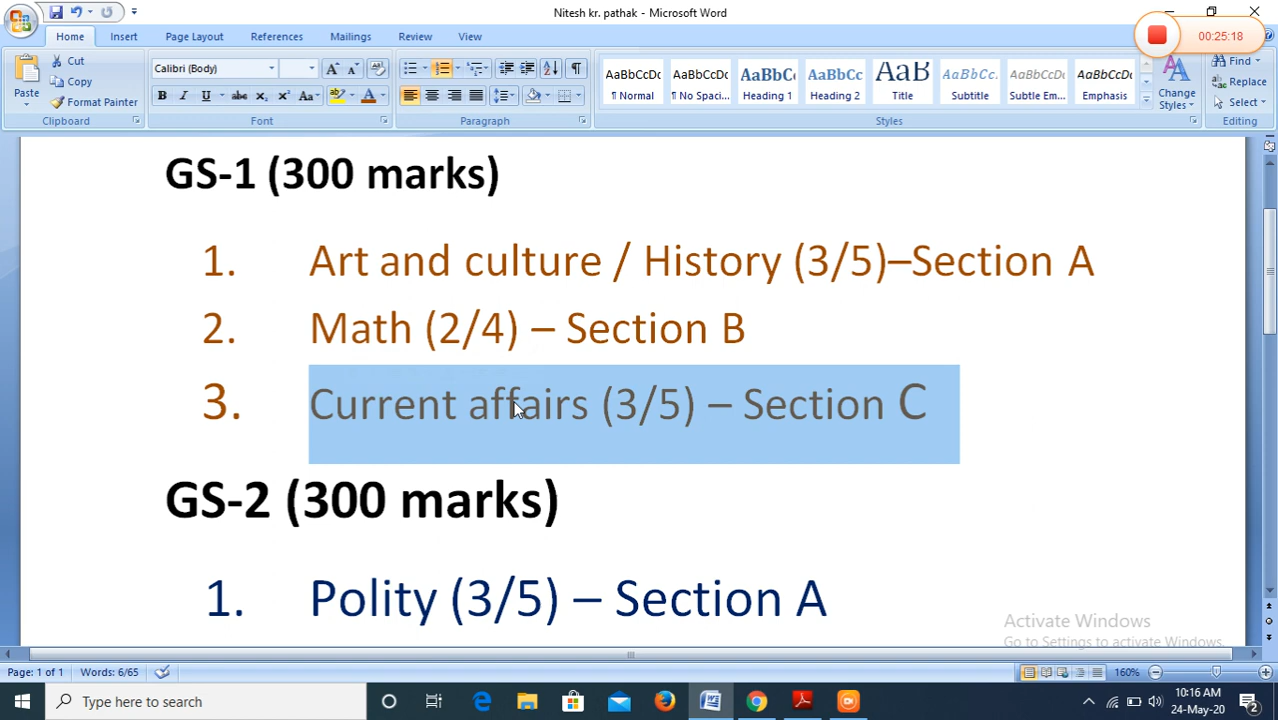 Nitesh kr. pathak - Microsoft Word
00:25:18
Home Insert Page Layout References Mailings Review View
Paste
Cut
Copy
Format Painter
Clipboard
Calibri (Body)
Font
Paragraph
AaBbCcDc AaBbCcDc AaBbCc AaBbCc AaB AaBbCc. AaBbCcDc AaBbCcDc
¶ Normal ¶ No Spaci... Heading 1 Heading 2 Title Subtitle Subtle Em... Emphasis
Styles
Change Styles
Find
Replace
Select
Editing
GS-1 (300 marks)
1. Art and culture / History (3/5)–Section A
2. Math (2/4) – Section B
3. Current affairs (3/5) – Section C
GS-2 (300 marks)
1. Polity (3/5) – Section A
Activate Windows
Go to Settings to activate Windows.
Page: 1 of 1 Words: 6/65 160%
Type here to search
10:16 AM
24-May-20
2